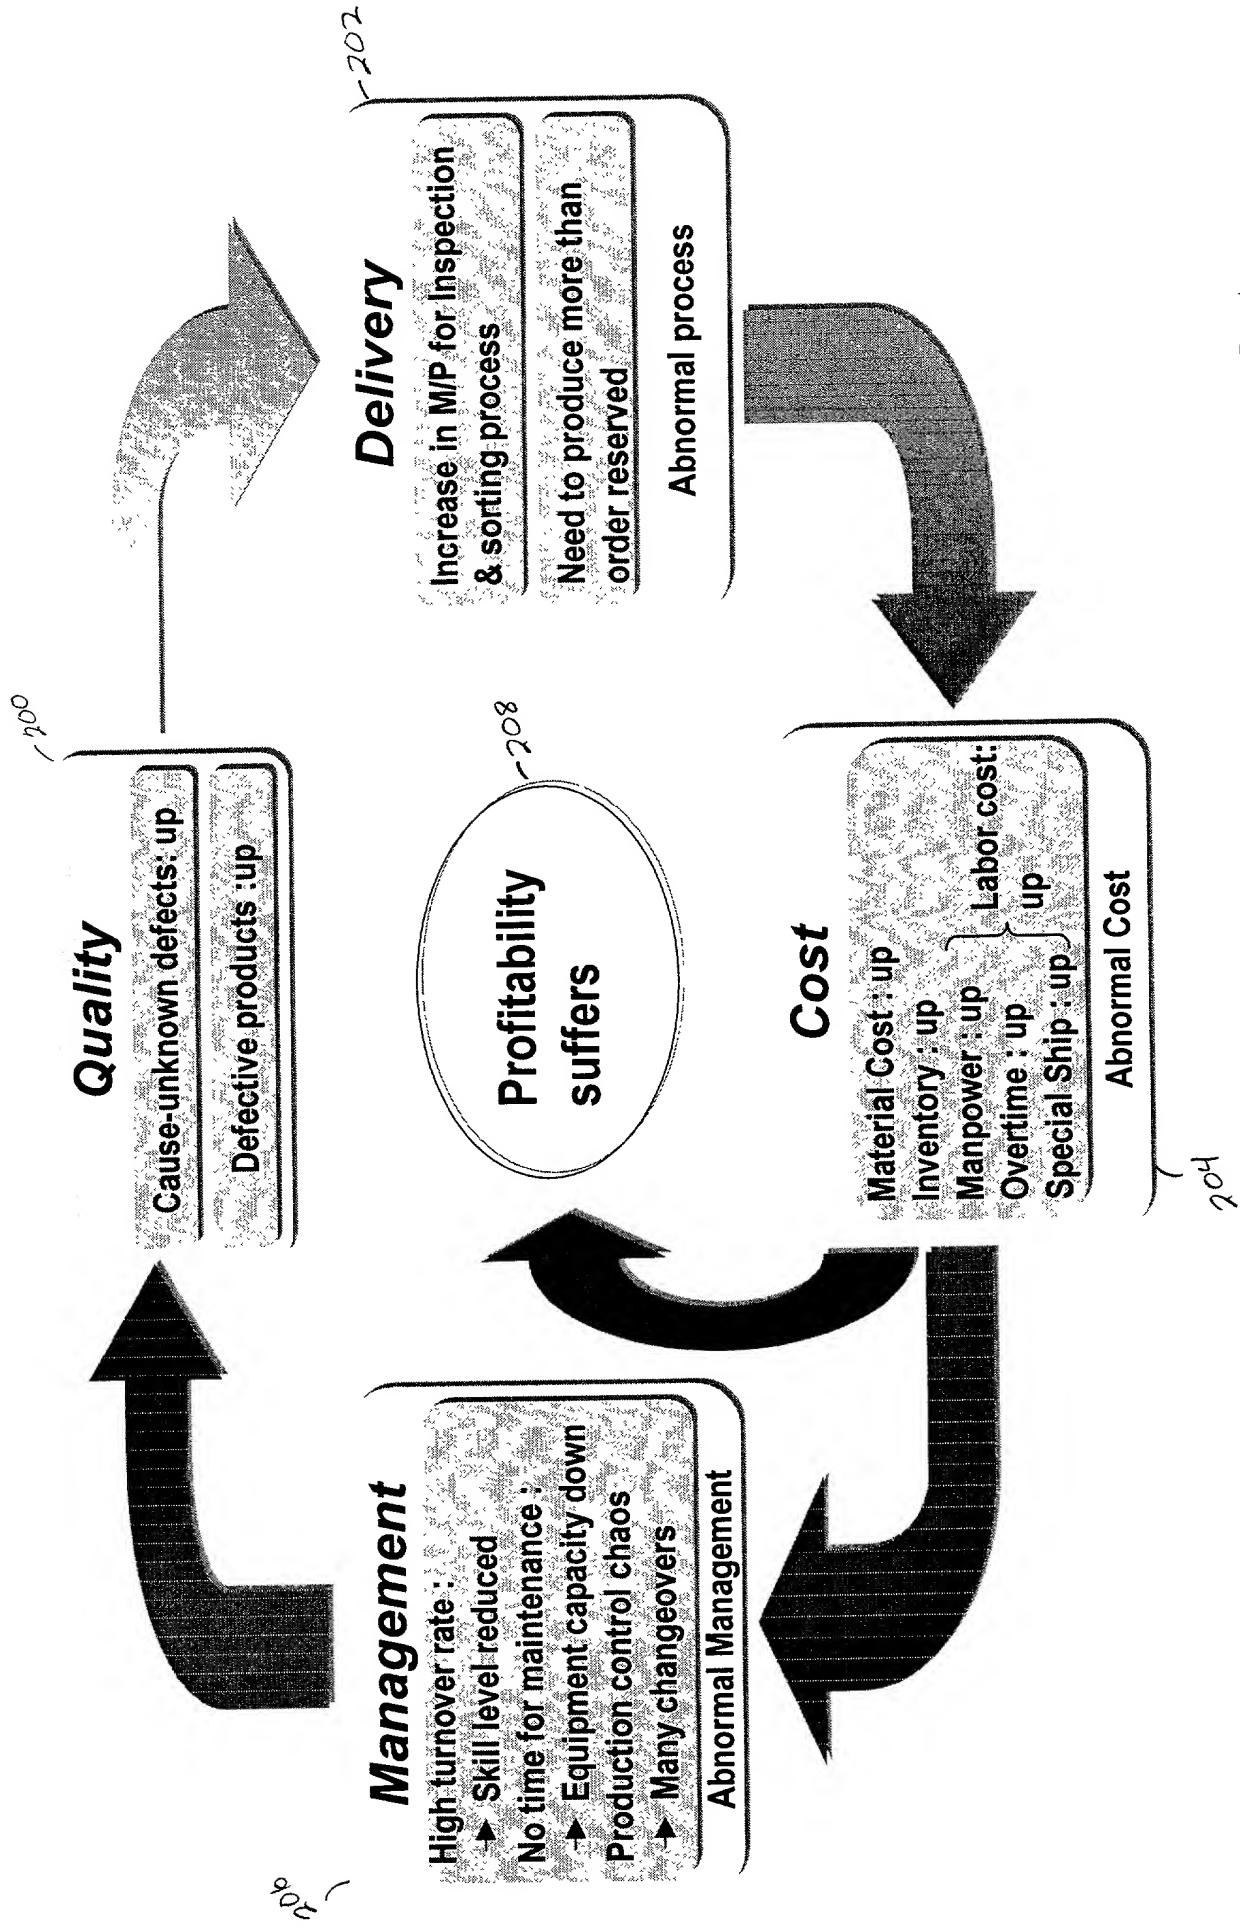 200
Quality
Cause-unknown defects: up
Defective products :up
202
Delivery
Increase in M/P for Inspection
& sorting process
Need to produce more than
order reserved
Abnormal process
204
Cost
Material Cost : up
Inventory : up
Manpower : up
Overtime : up
Special Ship : up
Labor cost:
up
Abnormal Cost
206
Management
High turnover rate :
→ Skill level reduced
No time for maintenance :
→ Equipment capacity down
Production control chaos
→ Many changeovers
Abnormal Management
208
Profitability
suffers